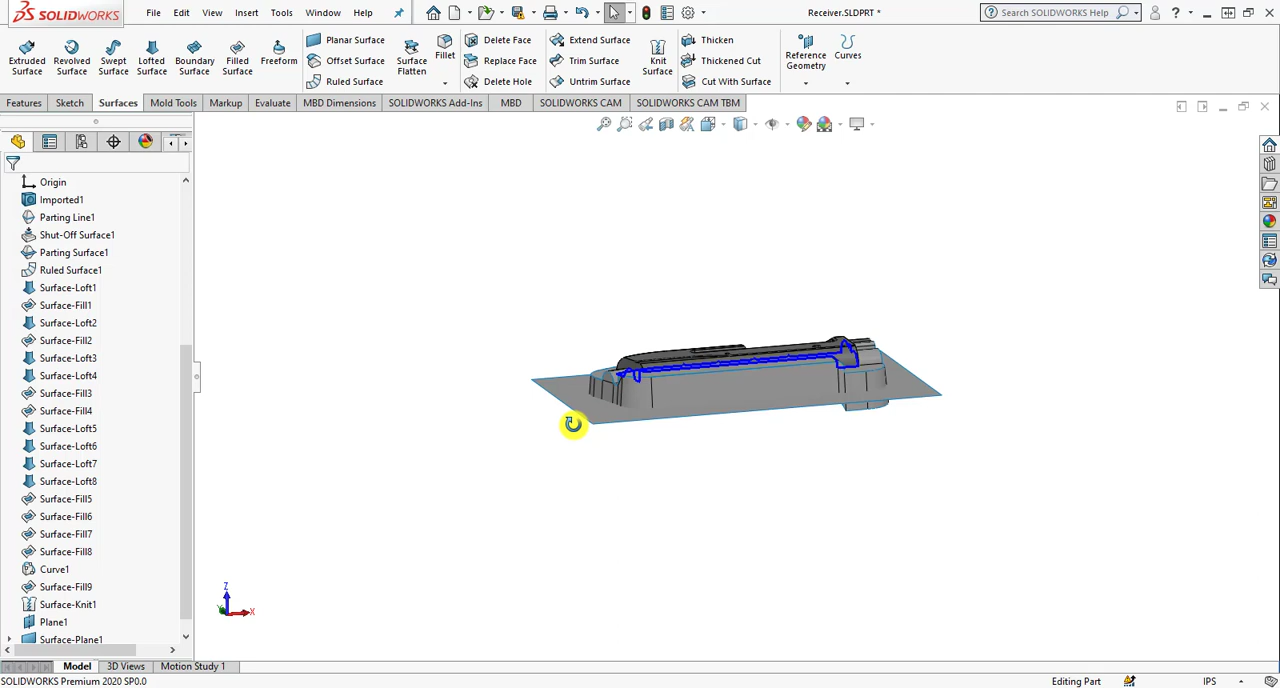 SOLIDWORKS File Edit View Insert Tools Window Help Receiver.SLDPRT * Search SOLIDWORKS Help ?
Extruded Surface
Revolved Surface
Swept Surface
Lofted Surface
Boundary Surface
Filled Surface
Freeform
Planar Surface
Offset Surface
Ruled Surface
Surface Flatten
Fillet
Delete Face
Replace Face
Delete Hole
Extend Surface
Trim Surface
Untrim Surface
Knit Surface
Thicken
Thickened Cut
Cut With Surface
Reference Geometry
Curves
Features Sketch Surfaces Mold Tools Markup Evaluate MBD Dimensions SOLIDWORKS Add-Ins MBD SOLIDWORKS CAM SOLIDWORKS CAM TBM
Origin
Imported1
Parting Line1
Shut-Off Surface1
Parting Surface1
Ruled Surface1
Surface-Loft1
Surface-Fill1
Surface-Loft2
Surface-Fill2
Surface-Loft3
Surface-Loft4
Surface-Fill3
Surface-Fill4
Surface-Loft5
Surface-Loft6
Surface-Loft7
Surface-Loft8
Surface-Fill5
Surface-Fill6
Surface-Fill7
Surface-Fill8
Curve1
Surface-Fill9
Surface-Knit1
Plane1
Surface-Plane1
Z
Y
X
Model 3D Views Motion Study 1
SOLIDWORKS Premium 2020 SP0.0 Editing Part IPS